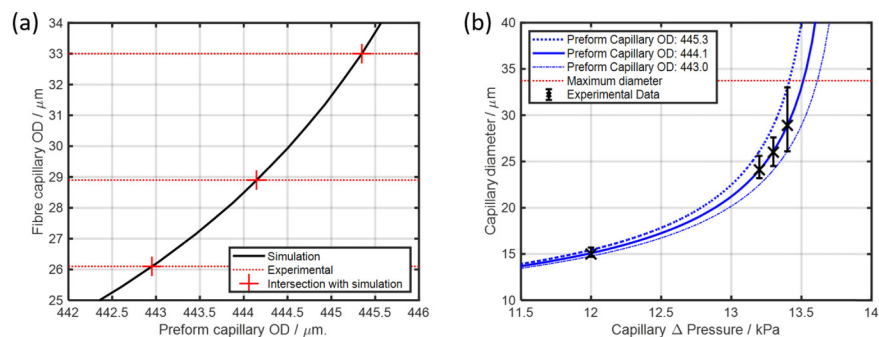 (a)
34
33
32
31
30
29
28
27
26
25
Fibre capillary OD / μm
Simulation
Experimental
Intersection with simulation
442 442.5 443 443.5 444 444.5 445 445.5 446
Preform capillary OD / μm.
(b)
40
35
30
25
20
15
10
Capillary diameter / μm
Preform Capillary OD: 445.3
Preform Capillary OD: 444.1
Preform Capillary OD: 443.0
Maximum diameter
Experimental Data
11.5 12 12.5 13 13.5 14
Capillary Δ Pressure / kPa